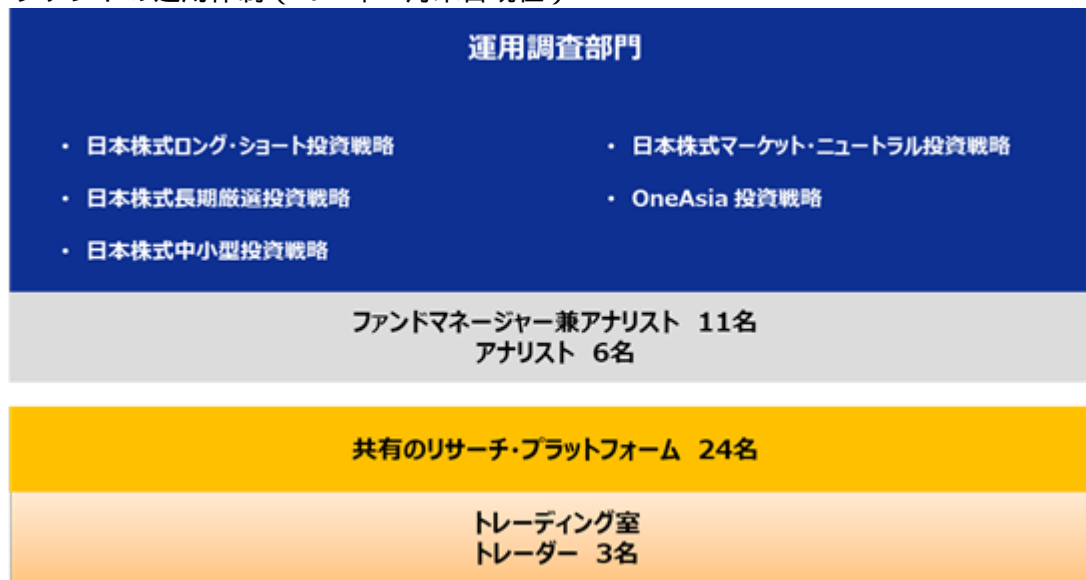 運用調査部門
・ 日本株式ロング・ショート投資戦略
・ 日本株式マーケット・ニュートラル投資戦略
・ 日本株式長期厳選投資戦略
・ OneAsia 投資戦略
・ 日本株式中小型投資戦略
ファンドマネージャー兼アナリスト 11名
アナリスト 6名
共有のリサーチ・プラットフォーム 24名
トレーディング室
トレーダー 3名